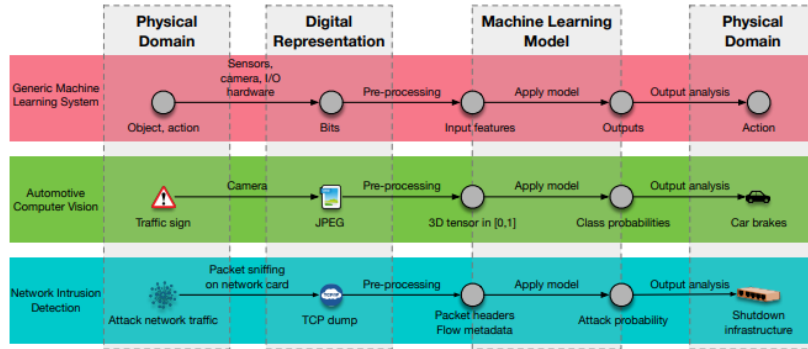 Physical
Domain
Digital
Representation
Machine Learning
Model
Physical
Domain
Generic Machine
Learning System
Sensors,
camera, I/O
hardware
Pre-processing
Apply model
Output analysis
Object, action
Bits
Input features
Outputs
Action
Automotive
Computer Vision
Camera
Pre-processing
Apply model
Output analysis
Traffic sign
JPEG
3D tensor in [0,1]
Class probabilities
Car brakes
Network Intrusion
Detection
Packet sniffing
on network card
Pre-processing
Apply model
Output analysis
TCP/IP
Attack network traffic
TCP dump
Packet headers
Flow metadata
Attack probability
Shutdown
infrastructure